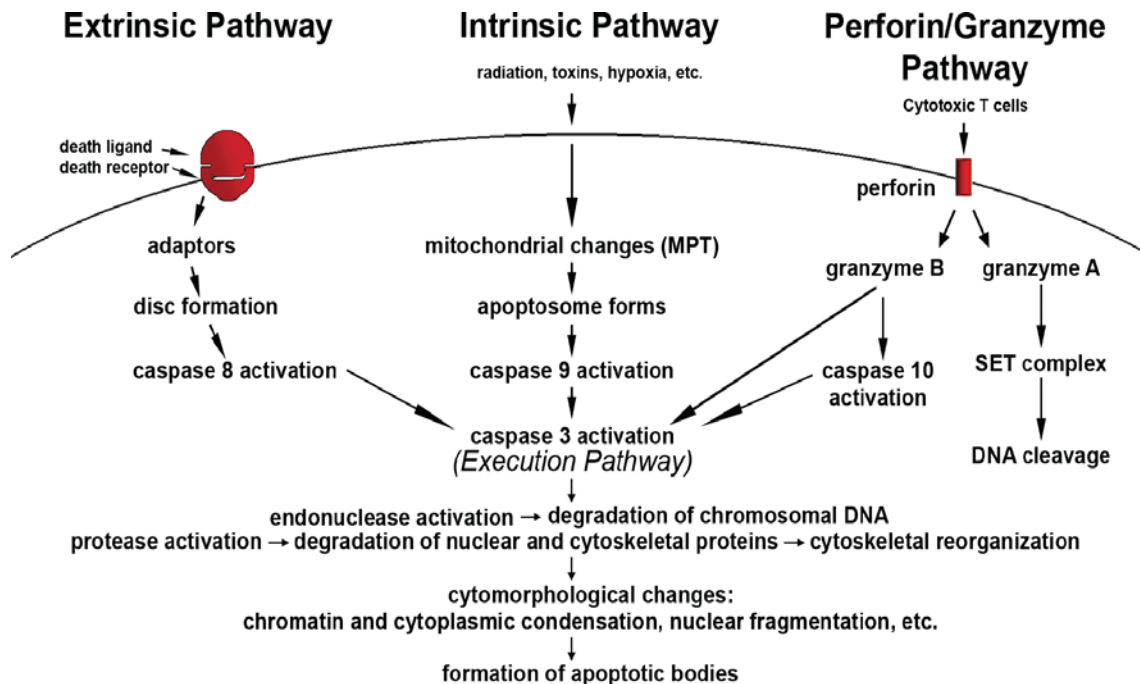 Extrinsic Pathway
Intrinsic Pathway
Perforin/Granzyme
Pathway
radiation, toxins, hypoxia, etc.
Cytotoxic T cells
death ligand
death receptor
perforin
adaptors
mitochondrial changes (MPT)
granzyme B
granzyme A
disc formation
apoptosome forms
caspase 8 activation
caspase 9 activation
caspase 10
activation
SET complex
caspase 3 activation
(Execution Pathway)
DNA cleavage
endonuclease activation → degradation of chromosomal DNA
protease activation → degradation of nuclear and cytoskeletal proteins → cytoskeletal reorganization
cytomorphological changes:
chromatin and cytoplasmic condensation, nuclear fragmentation, etc.
formation of apoptotic bodies